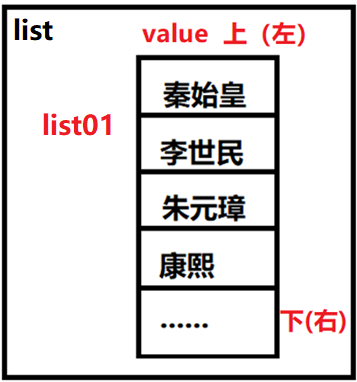 list
value 上（左）
list01
秦始皇
李世民
朱元璋
康熙
……
下(右)